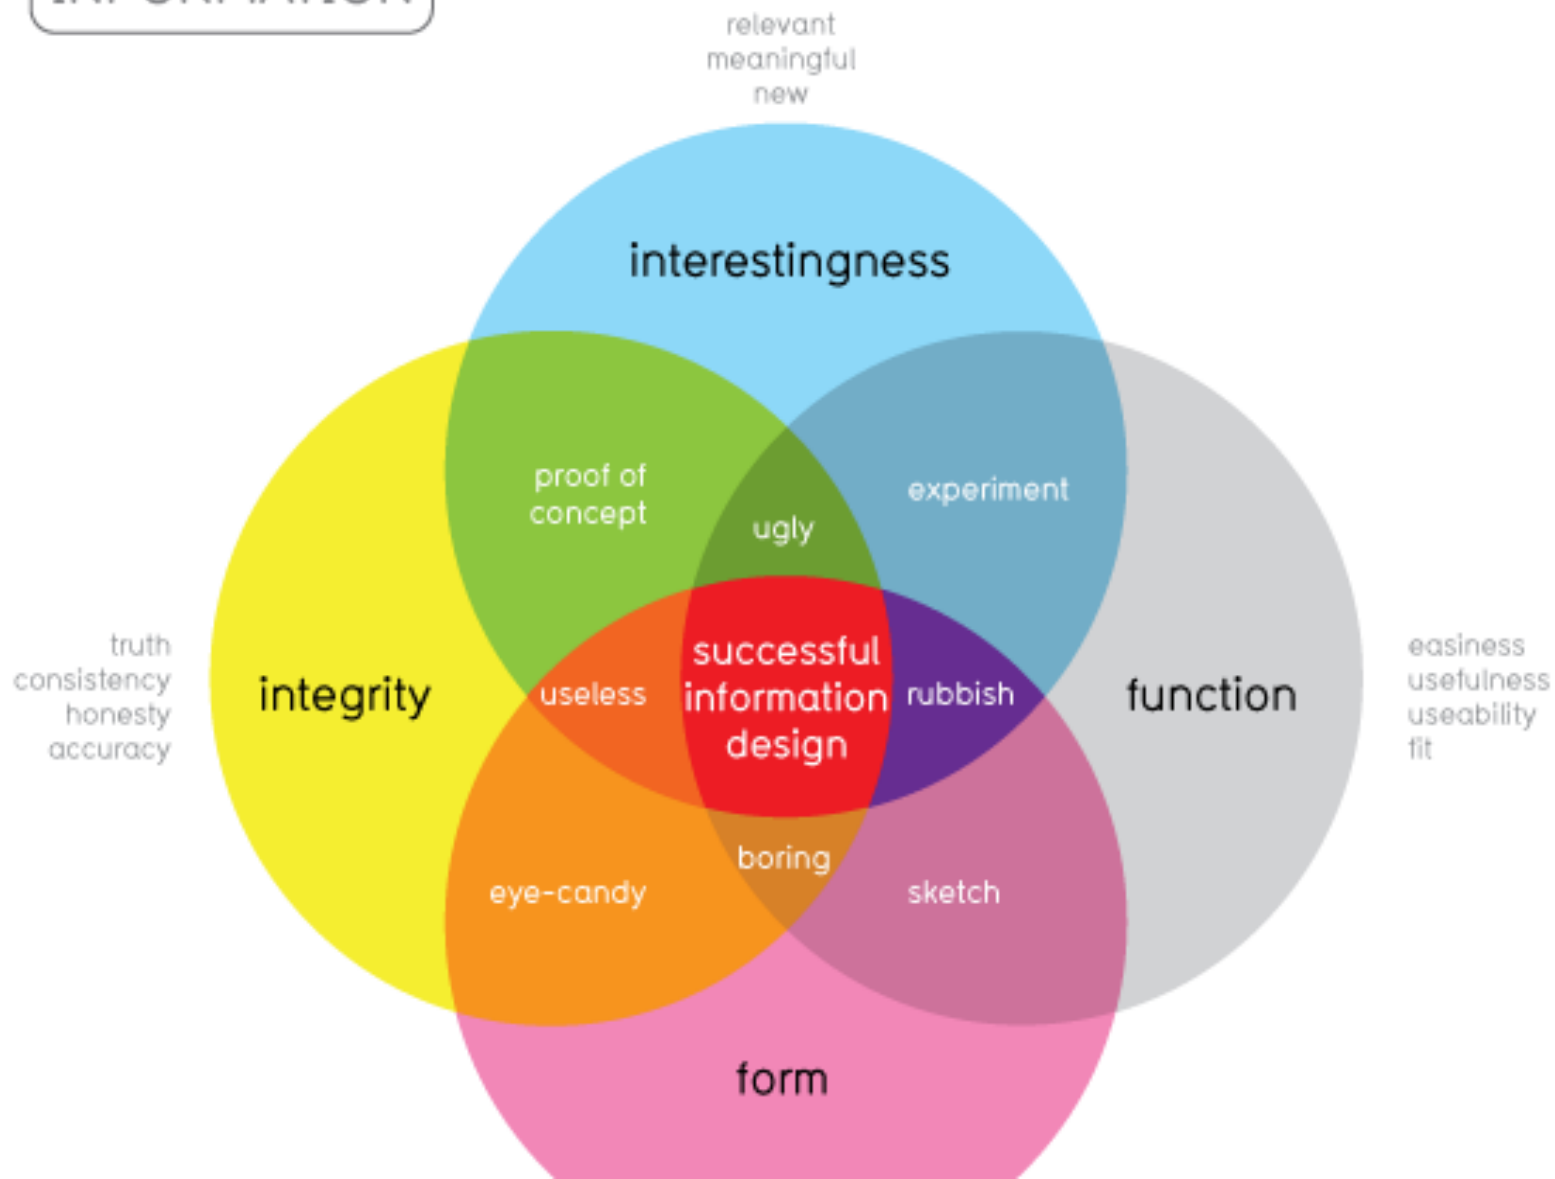 INFORMATION
relevant
meaningful
new
interestingness
proof of
concept
experiment
ugly
truth
consistency
honesty
accuracy
integrity
useless
successful
information
design
rubbish
function
easiness
usefulness
useability
fit
boring
eye-candy
sketch
form